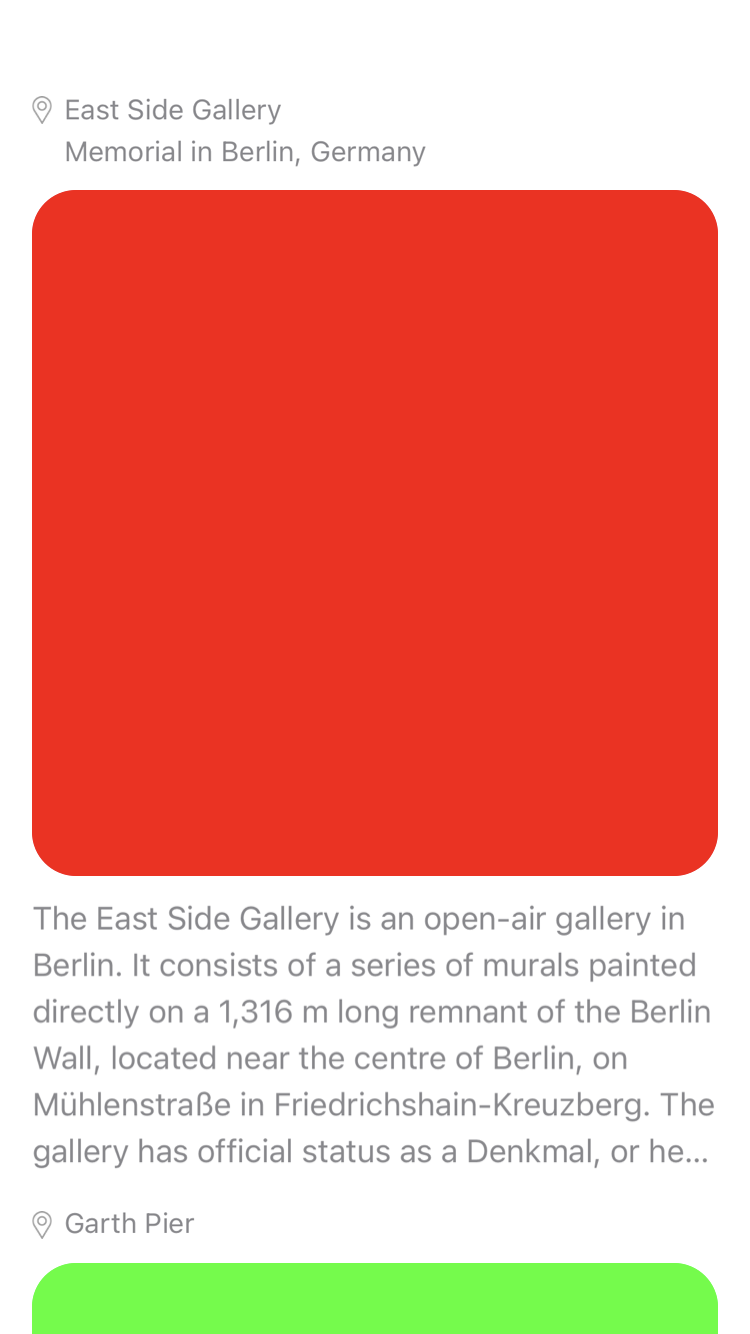 East Side Gallery
Memorial in Berlin, Germany
The East Side Gallery is an open-air gallery in
Berlin. It consists of a series of murals painted
directly on a 1,316 m long remnant of the Berlin
Wall, located near the centre of Berlin, on
Mühlenstraße in Friedrichshain-Kreuzberg. The
gallery has official status as a Denkmal, or he...
Garth Pier